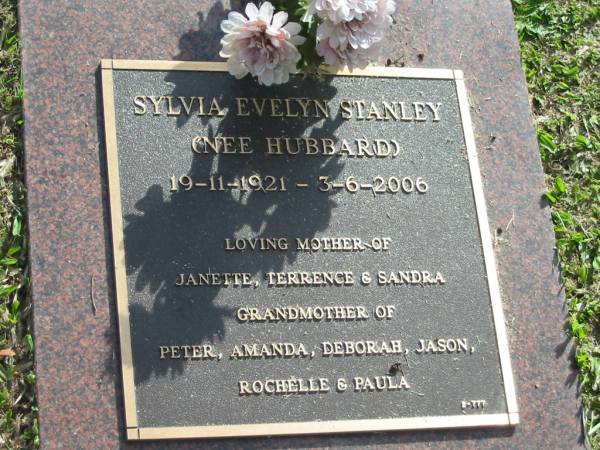 SYLVIA EVELYN STANLEY
(NEE HUBBARD)
19-11-1921 - 3-6-2006
LOVING MOTHER OF
JANETTE, TERRENCE & SANDRA
GRANDMOTHER OF
PETER, AMANDA, DEBORAH, JASON,
ROCHELLE & PAULA